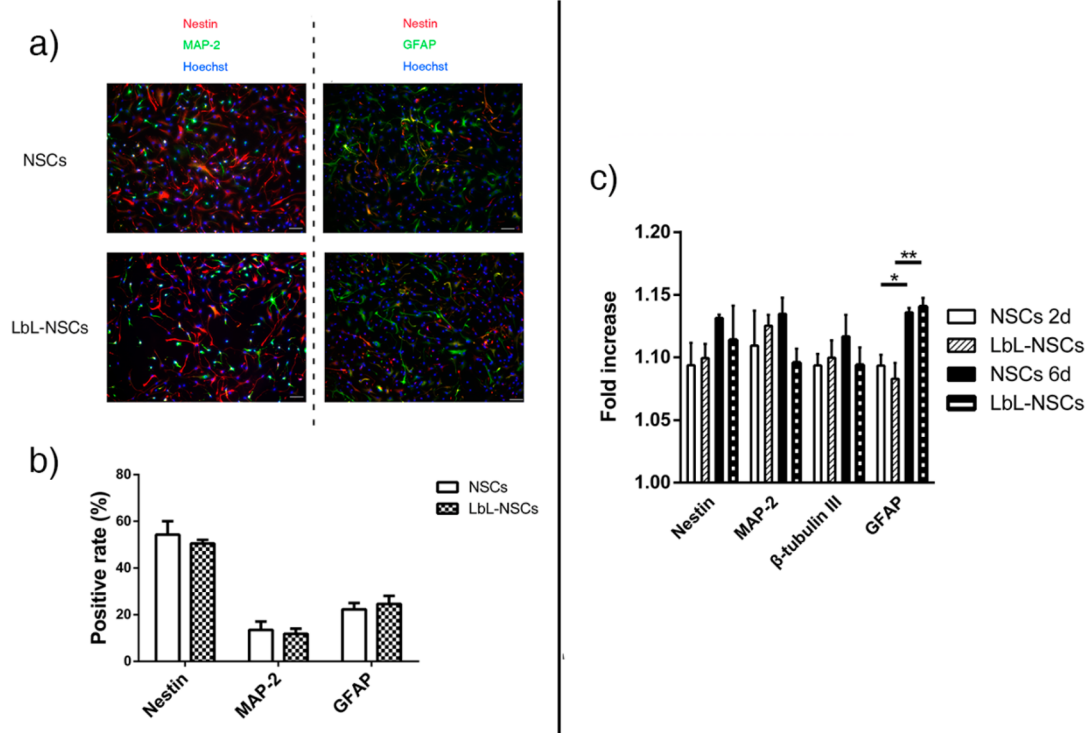 a)
Nestin
MAP-2
Hoechst
Nestin
GFAP
Hoechst
NSCs
LbL-NSCs
b)
Positive rate (%)
80
60
40
20
0
Nestin
MAP-2
GFAP
NSCs
LbL-NSCs
c)
Fold increase
1.20
1.15
1.10
1.05
1.00
*
**
Nestin
MAP-2
β-tubulin III
GFAP
NSCs 2d
LbL-NSCs
NSCs 6d
LbL-NSCs